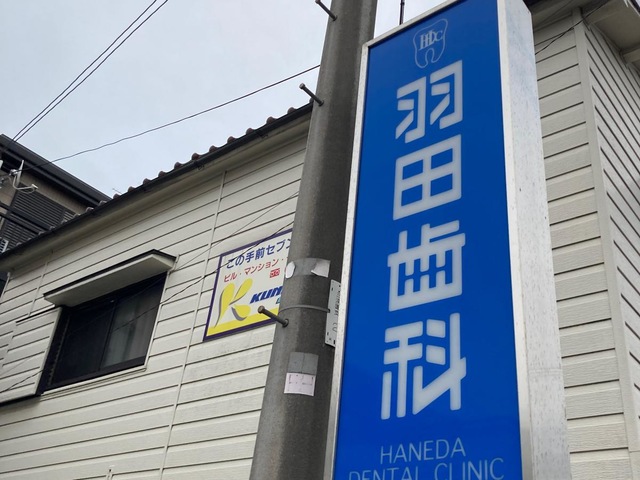 HDC
羽田歯科
HANEDA
DENTAL CLINIC
この手前セブン
ビル・マンション・
KUM